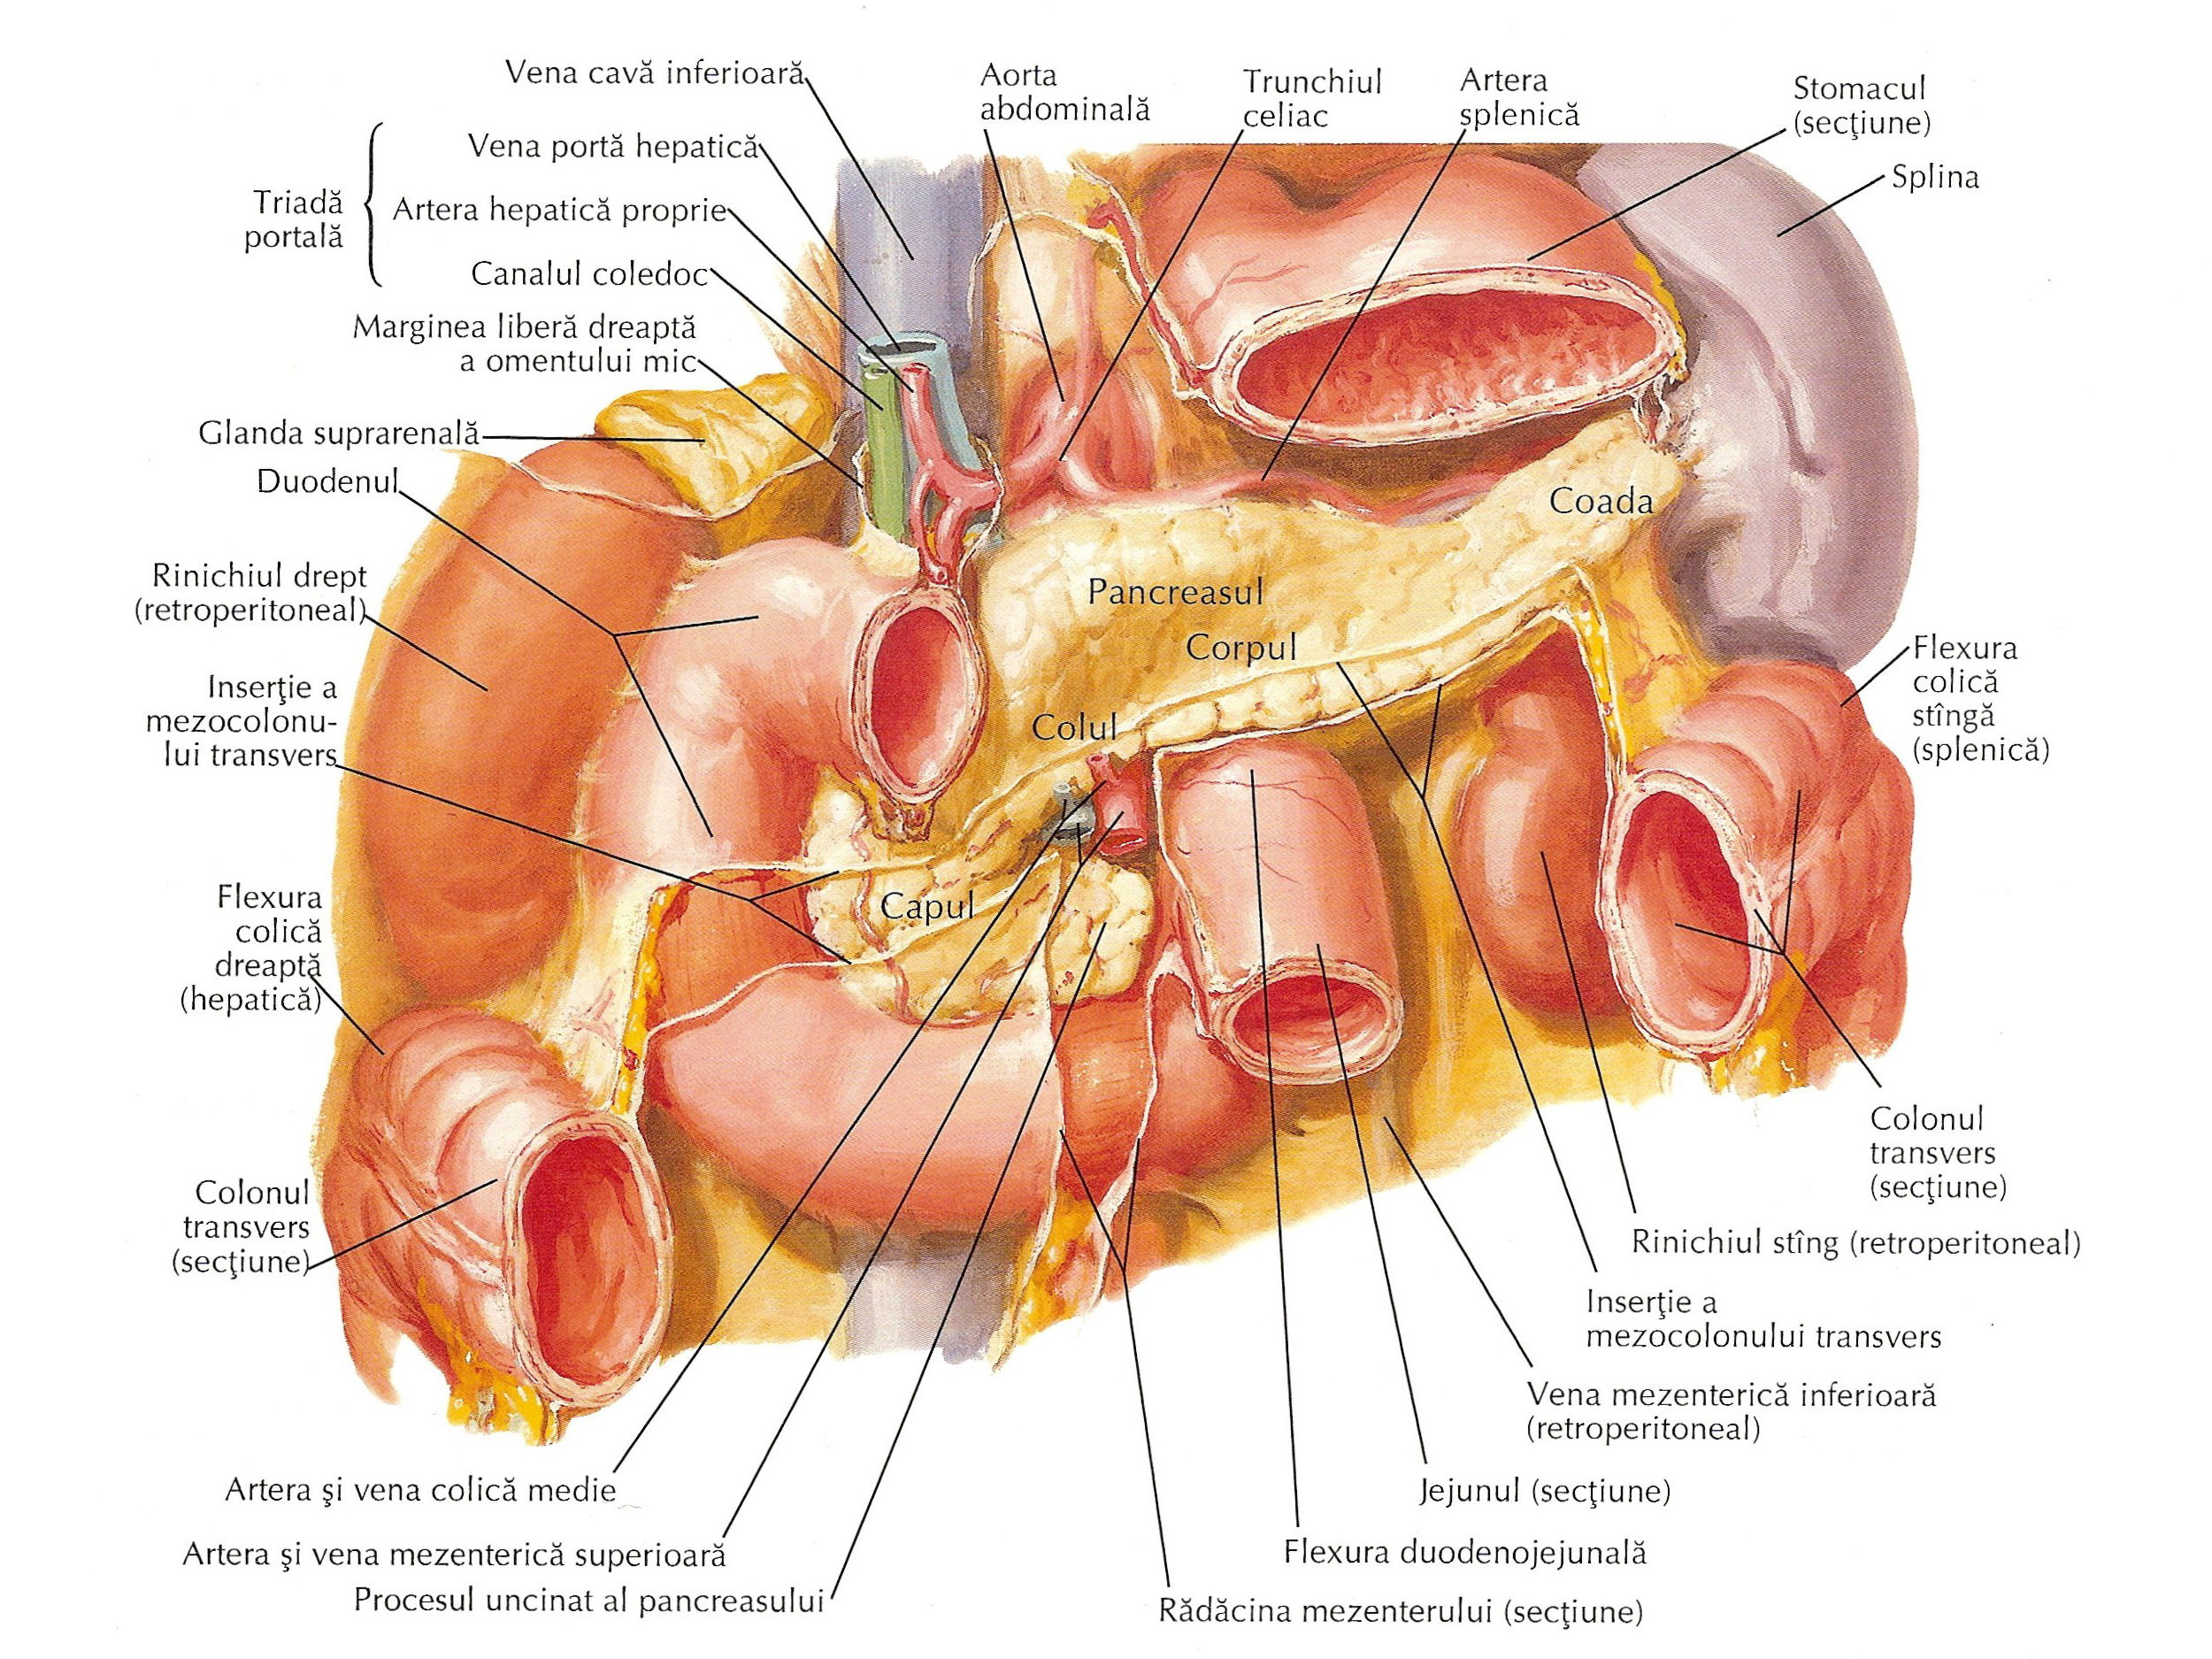 Vena cavă inferioară
Vena portă hepatică
Triadă
portală
Artera hepatică proprie
Canalul coledoc
Marginea liberă dreaptă
a omentului mic
Glanda suprarenală
Duodenul
Rinichiul drept
(retroperitoneal)
Inserţie a
mezocolonu-
lui transvers
Flexura
colică
dreaptă
(hepatică)
Colonul
transvers
(secţiune)
Artera şi vena colică medie
Artera şi vena mezenterică superioară
Procesul uncinat al pancreasului
Aorta
abdominală
Trunchiul
celiac
Artera
splenică
Stomacul
(secţiune)
Splina
Coada
Pancreasul
Corpul
Colul
Capul
Flexura
colică
stîngă
(splenică)
Colonul
transvers
(secţiune)
Rinichiul stîng (retroperitoneal)
Inserţie a
mezocolonului transvers
Vena mezenterică inferioară
(retroperitoneal)
Jejunul (secţiune)
Flexura duodenojejunală
Rădăcina mezenterului (secţiune)